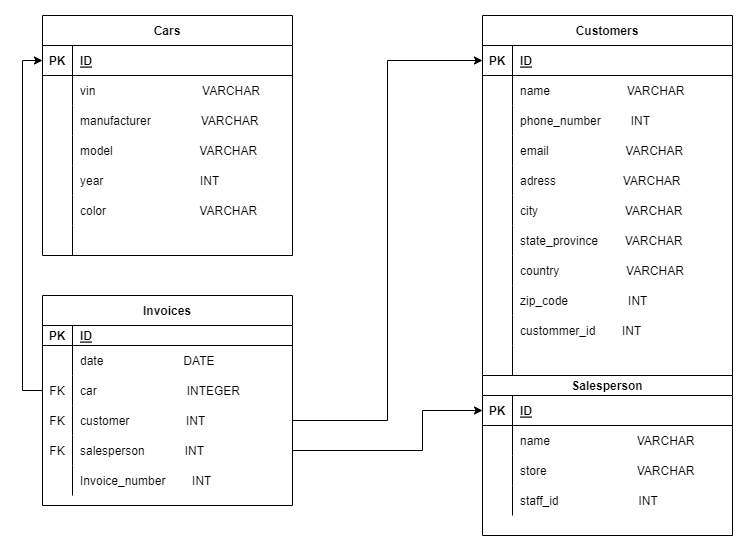 Cars
PK ID
vin VARCHAR
manufacturer VARCHAR
model VARCHAR
year INT
color VARCHAR
Invoices
PK ID
date DATE
FK car INTEGER
FK customer INT
FK salesperson INT
Invoice_number INT
Customers
PK ID
name VARCHAR
phone_number INT
email VARCHAR
adress VARCHAR
city VARCHAR
state_province VARCHAR
country VARCHAR
zip_code INT
custommer_id INT
Salesperson
PK ID
name VARCHAR
store VARCHAR
staff_id INT